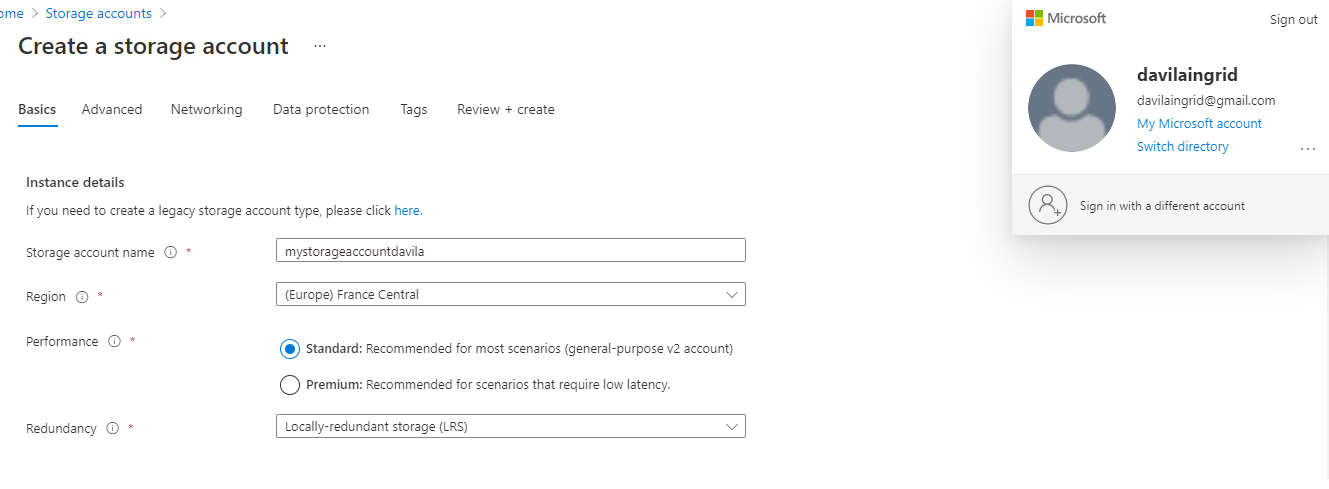 ome > Storage accounts >
Create a storage account ...
Basics Advanced Networking Data protection Tags Review + create
Instance details
If you need to create a legacy storage account type, please click here.
Storage account name * mystorageaccountdavila
Region * (Europe) France Central
Performance * Standard: Recommended for most scenarios (general-purpose v2 account)
Premium: Recommended for scenarios that require low latency.
Redundancy * Locally-redundant storage (LRS)
Microsoft Sign out
davilaingrid
davilaingrid@gmail.com
My Microsoft account
Switch directory ...
Sign in with a different account